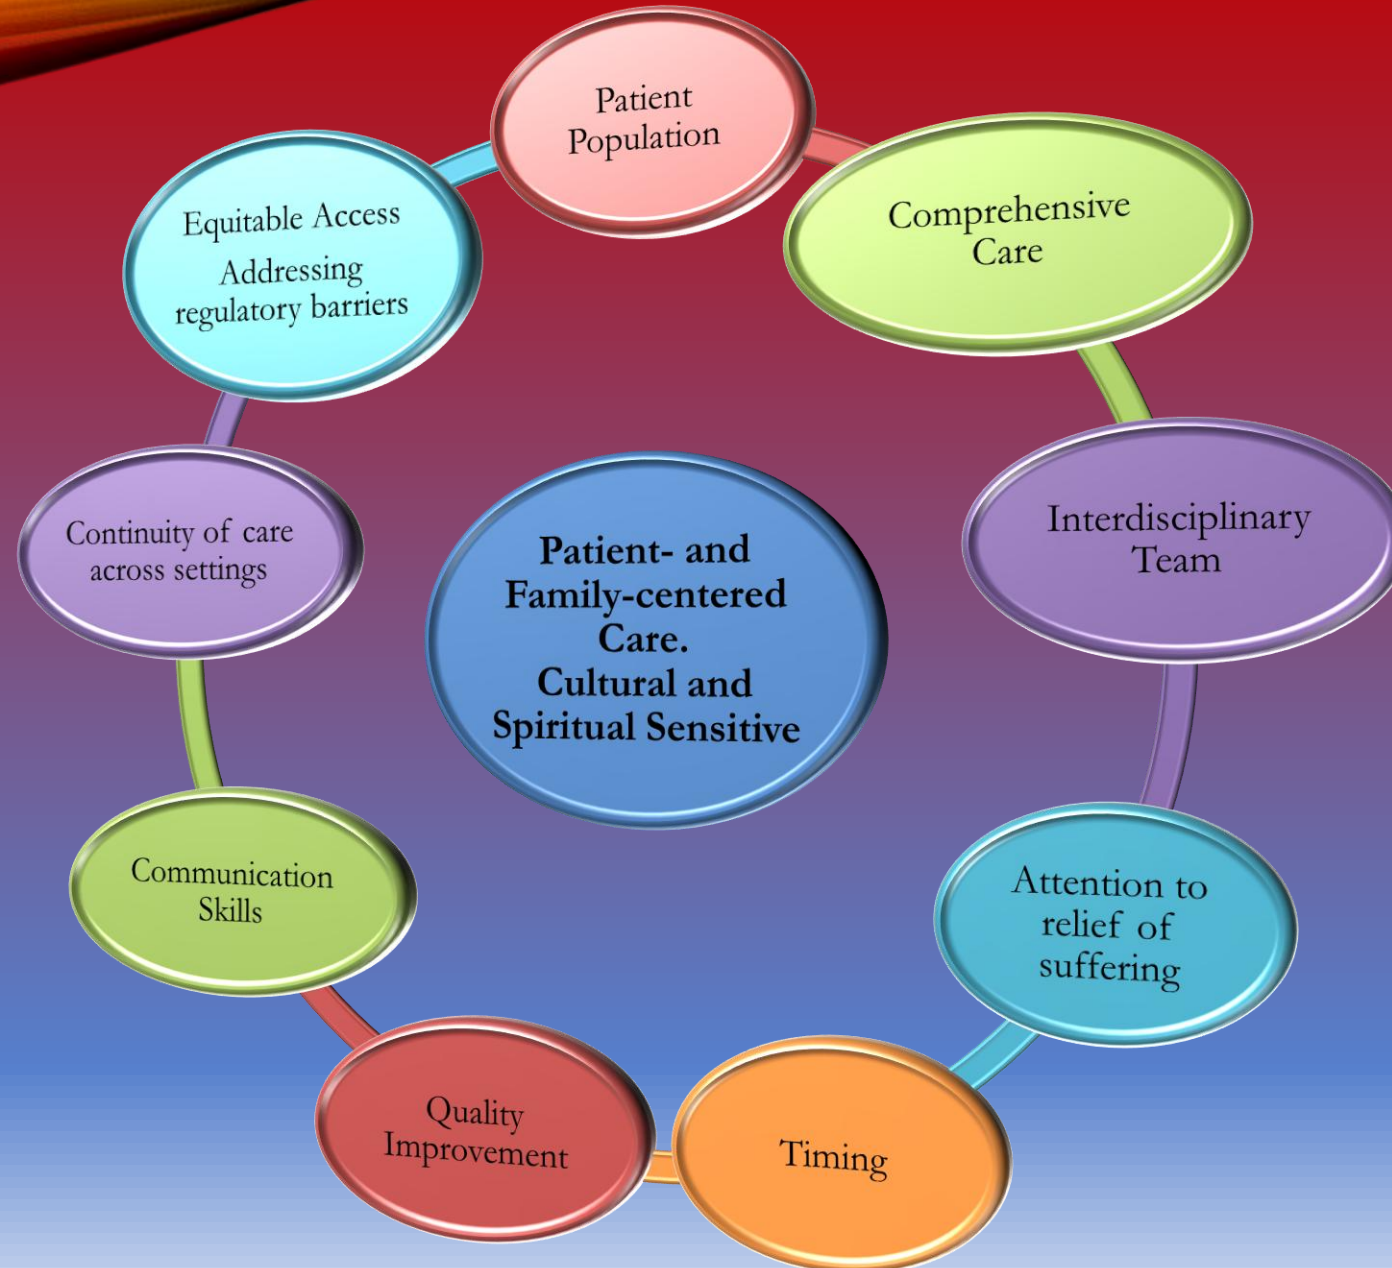 Patient
Population
Comprehensive
Care
Interdisciplinary
Team
Attention to
relief of
suffering
Timing
Quality
Improvement
Communication
Skills
Continuity of care
across settings
Equitable Access
Addressing
regulatory barriers
Patient- and
Family-centered
Care.
Cultural and
Spiritual Sensitive